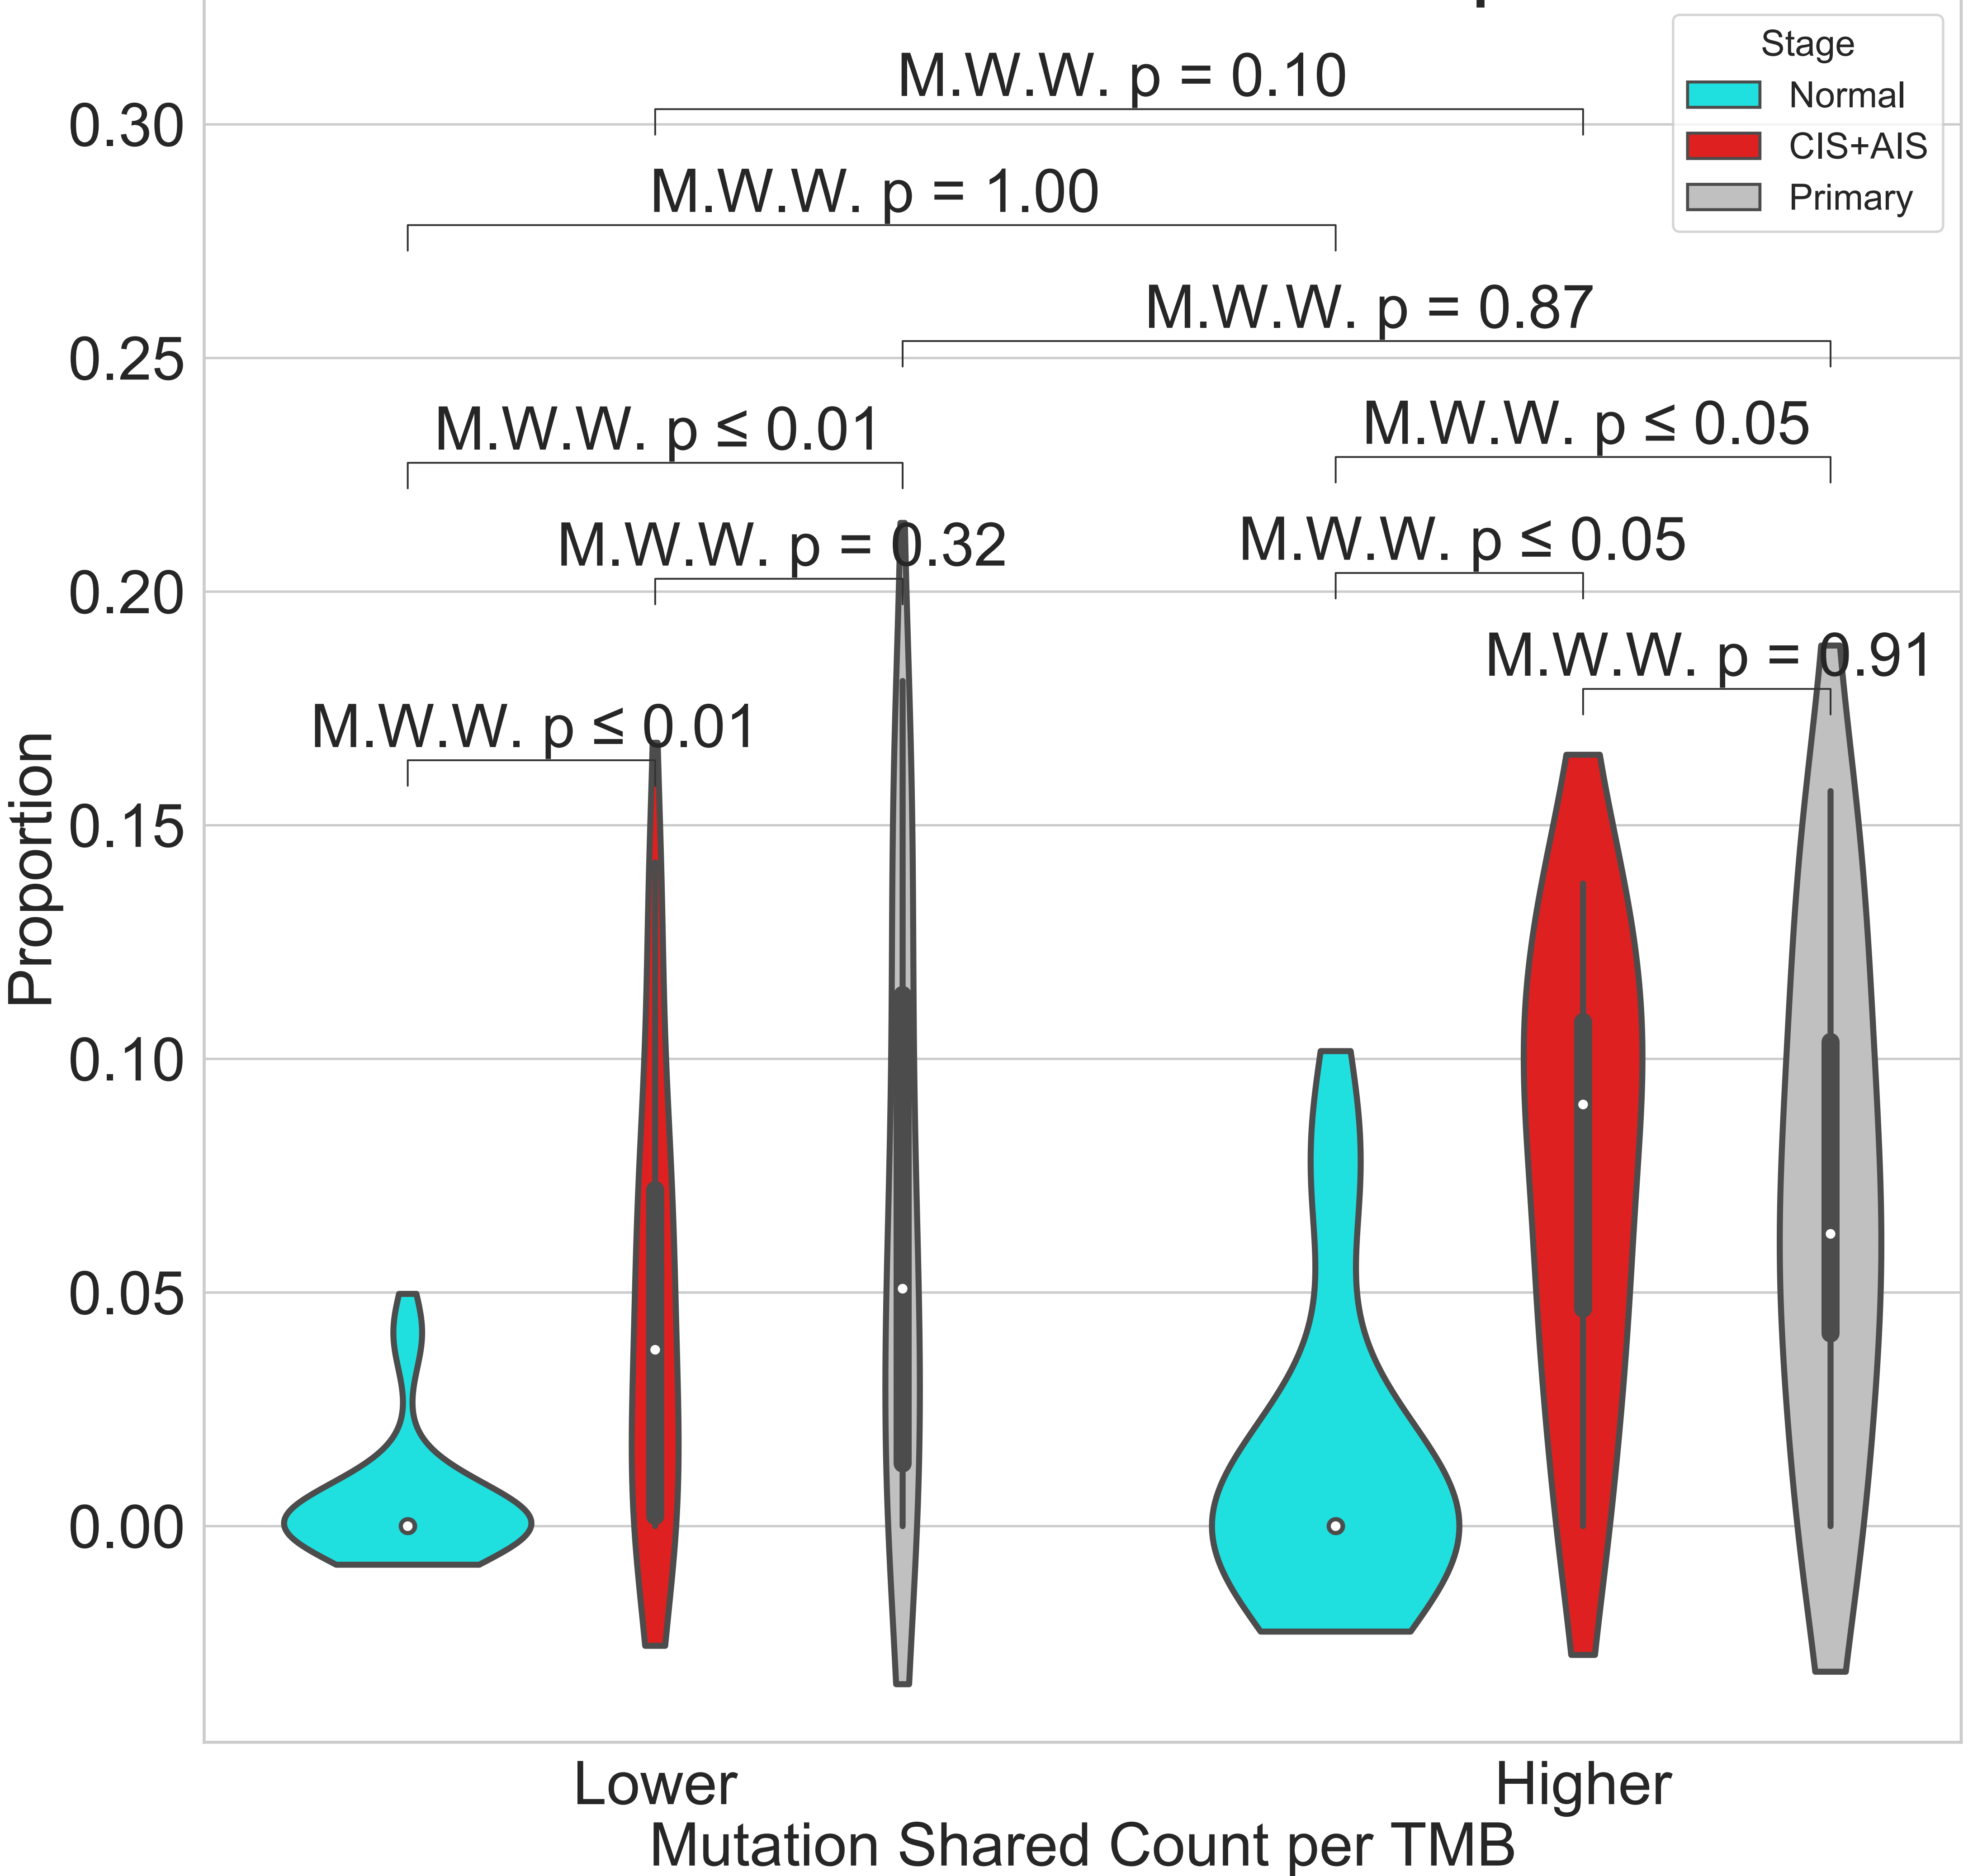 Stage
Normal
CIS+AIS
Primary
M.W.W. p = 0.10
M.W.W. p = 1.00
M.W.W. p = 0.87
M.W.W. p ≤ 0.01
M.W.W. p ≤ 0.05
M.W.W. p = 0.32
M.W.W. p ≤ 0.05
M.W.W. p = 0.91
M.W.W. p ≤ 0.01
0.30
0.25
0.20
0.15
0.10
0.05
0.00
Proportion
Lower
Higher
Mutation Shared Count per TMB